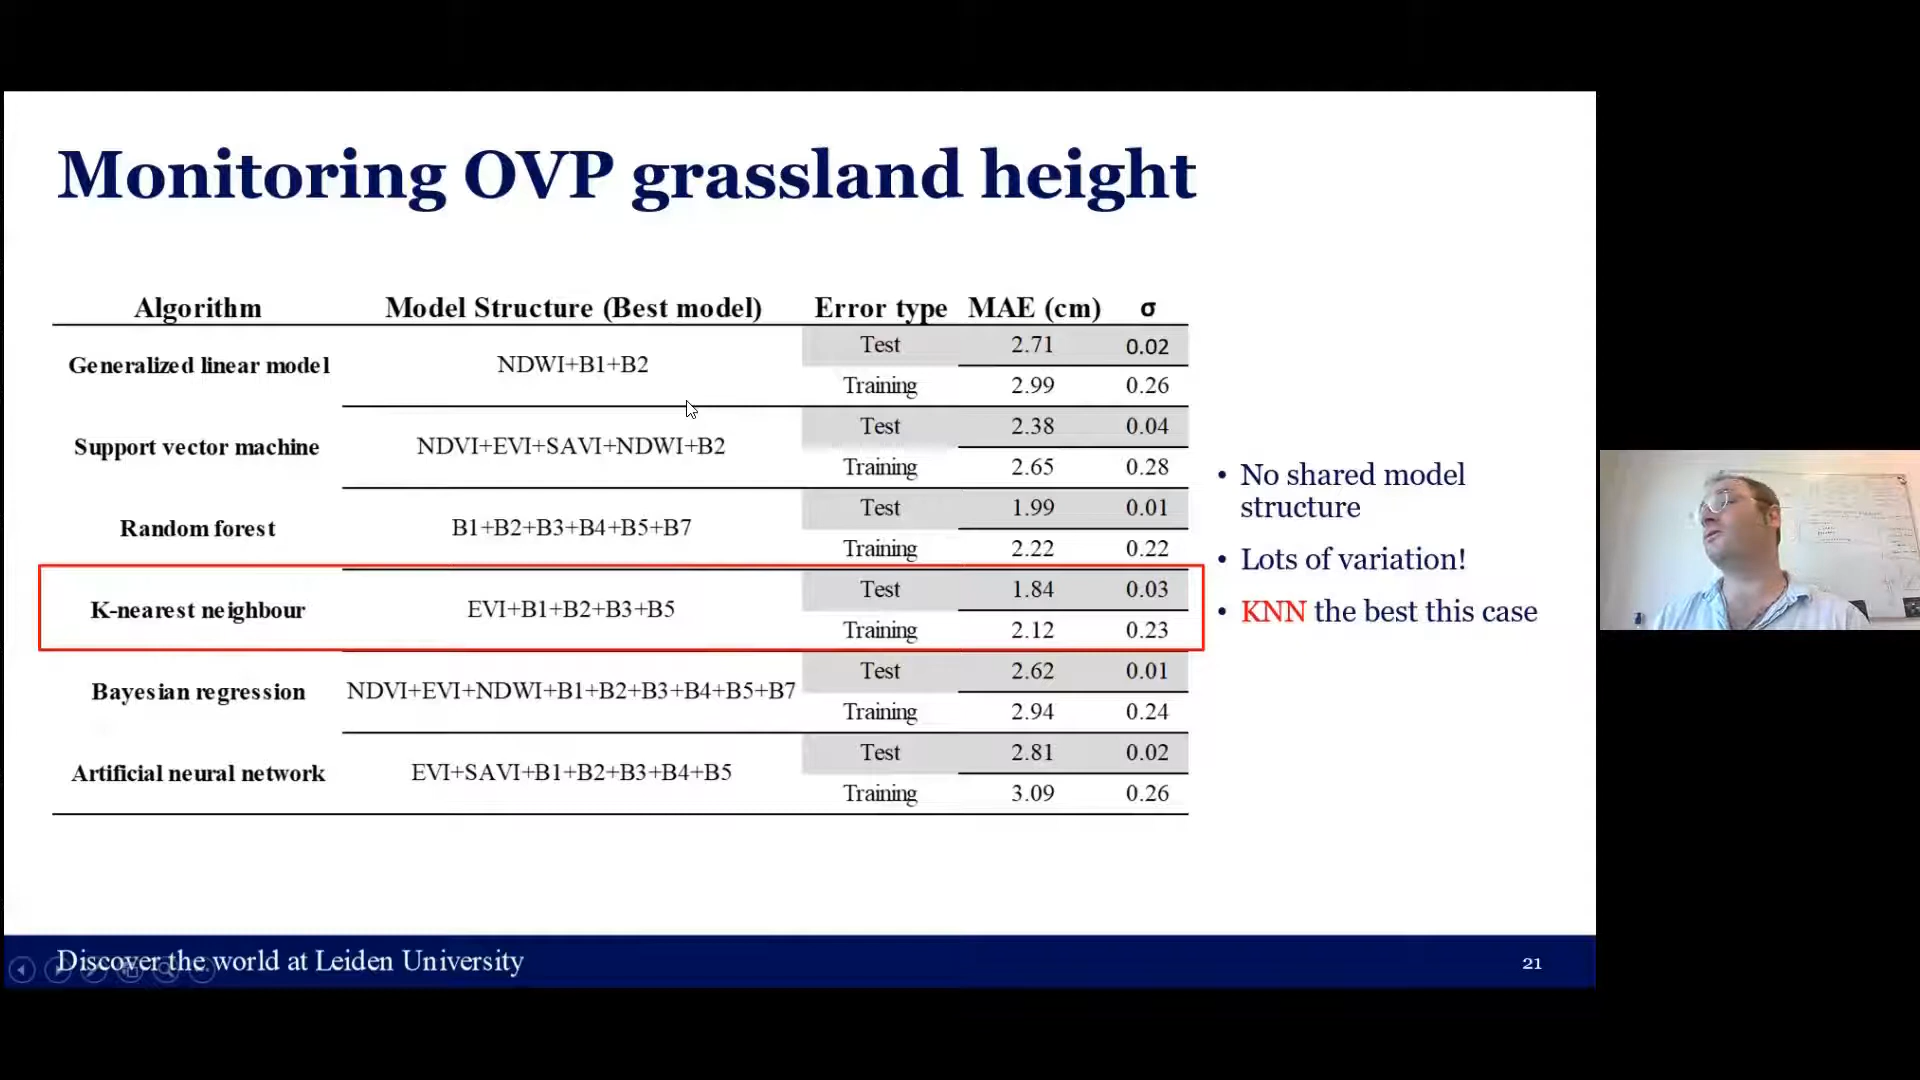 Monitoring OVP grassland height
Algorithm Model Structure (Best model) Error type MAE (cm) σ
Generalized linear model NDWI+B1+B2 Test 2.71 0.02
Training 2.99 0.26
Support vector machine NDVI+EVI+SAVI+NDWI+B2 Test 2.38 0.04
Training 2.65 0.28
Random forest B1+B2+B3+B4+B5+B7 Test 1.99 0.01
Training 2.22 0.22
K-nearest neighbour EVI+B1+B2+B3+B5 Test 1.84 0.03
Training 2.12 0.23
Bayesian regression NDVI+EVI+NDWI+B1+B2+B3+B4+B5+B7 Test 2.62 0.01
Training 2.94 0.24
Artificial neural network EVI+SAVI+B1+B2+B3+B4+B5 Test 2.81 0.02
Training 3.09 0.26
• No shared model
structure
• Lots of variation!
• KNN the best this case
Discover the world at Leiden University
21